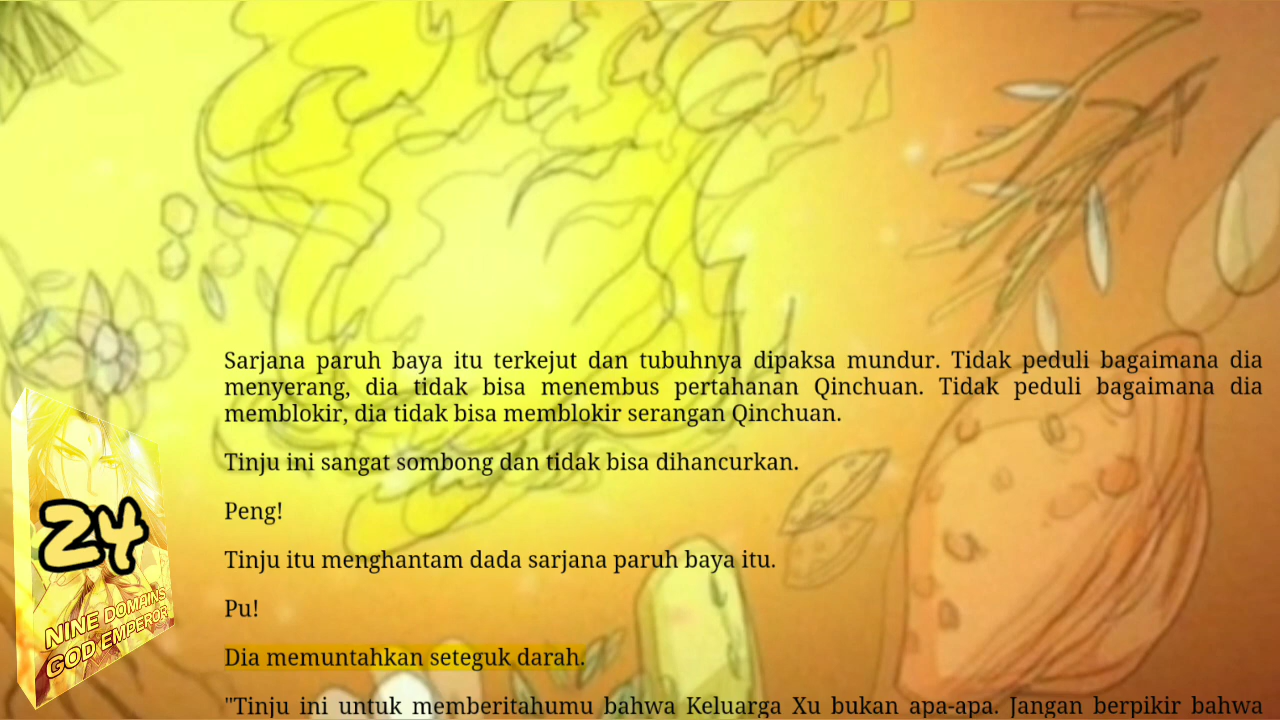 Sarjana paruh baya itu terkejut dan tubuhnya dipaksa mundur. Tidak peduli bagaimana dia
menyerang, dia tidak bisa menembus pertahanan Qinchuan. Tidak peduli bagaimana dia
memblokir, dia tidak bisa memblokir serangan Qinchuan.
Tinju ini sangat sombong dan tidak bisa dihancurkan.
Peng!
Tinju itu menghantam dada sarjana paruh baya itu.
Pu!
Dia memuntahkan seteguk darah.
"Tinju ini untuk memberitahumu bahwa Keluarga Xu bukan apa-apa. Jangan berpikir bahwa
24
NINE DOMAINS
GOD EMPEROR